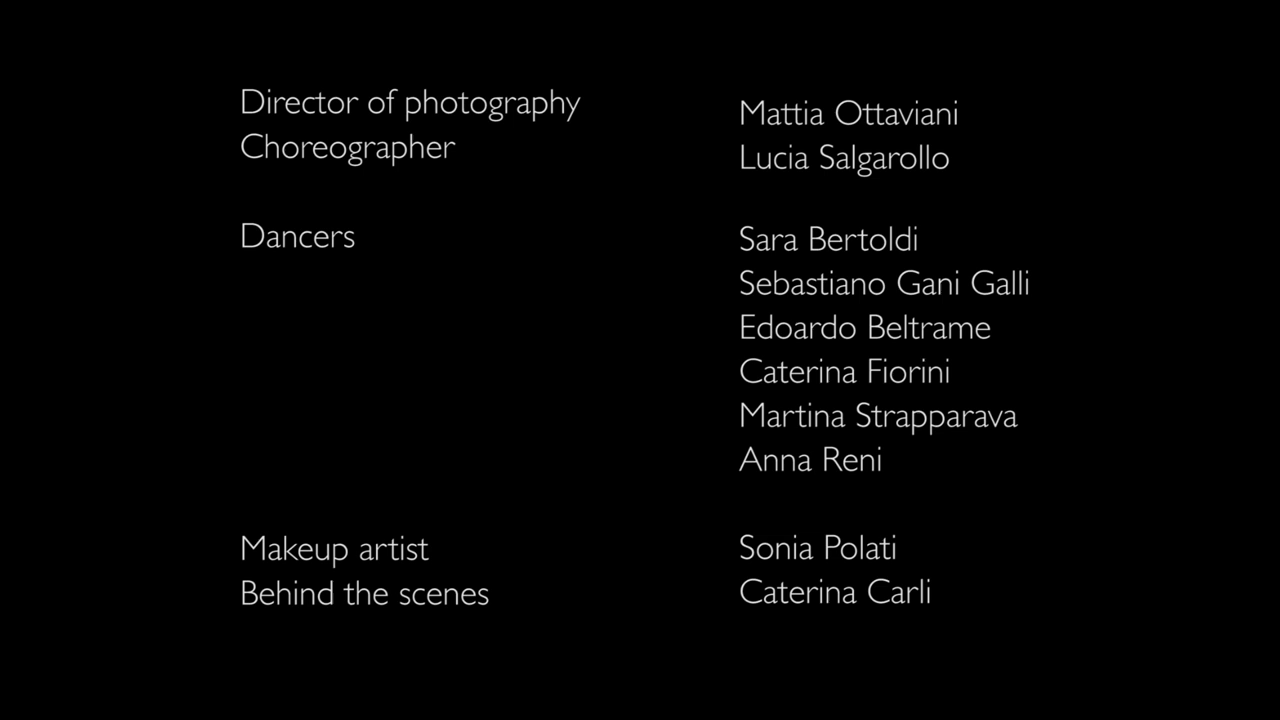 Director of photography Mattia Ottaviani
Choreographer Lucia Salgarollo
Dancers Sara Bertoldi
Sebastiano Gani Galli
Edoardo Beltrame
Caterina Fiorini
Martina Strapparava
Anna Reni
Makeup artist Sonia Polati
Behind the scenes Caterina Carli